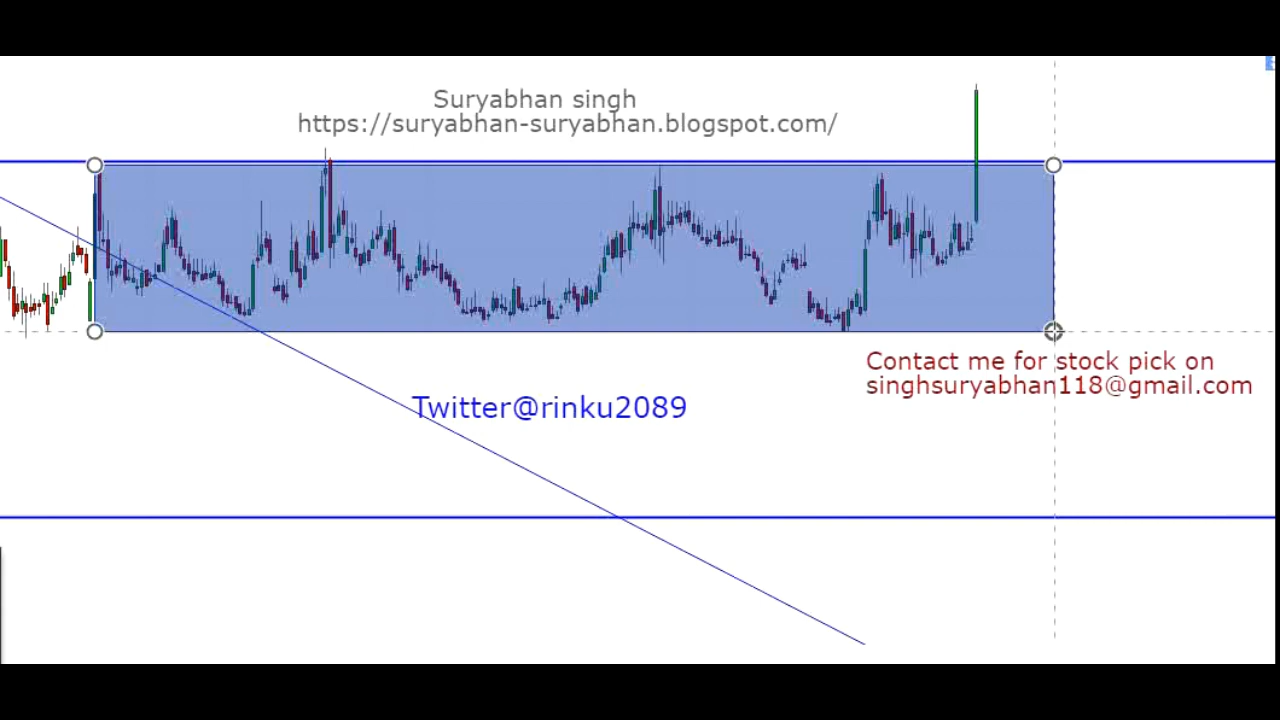 Suryabhan singh
https://suryabhan-suryabhan.blogspot.com/
Contact me for stock pick on
singhsuryabhan118@gmail.com
Twitter@rinku2089